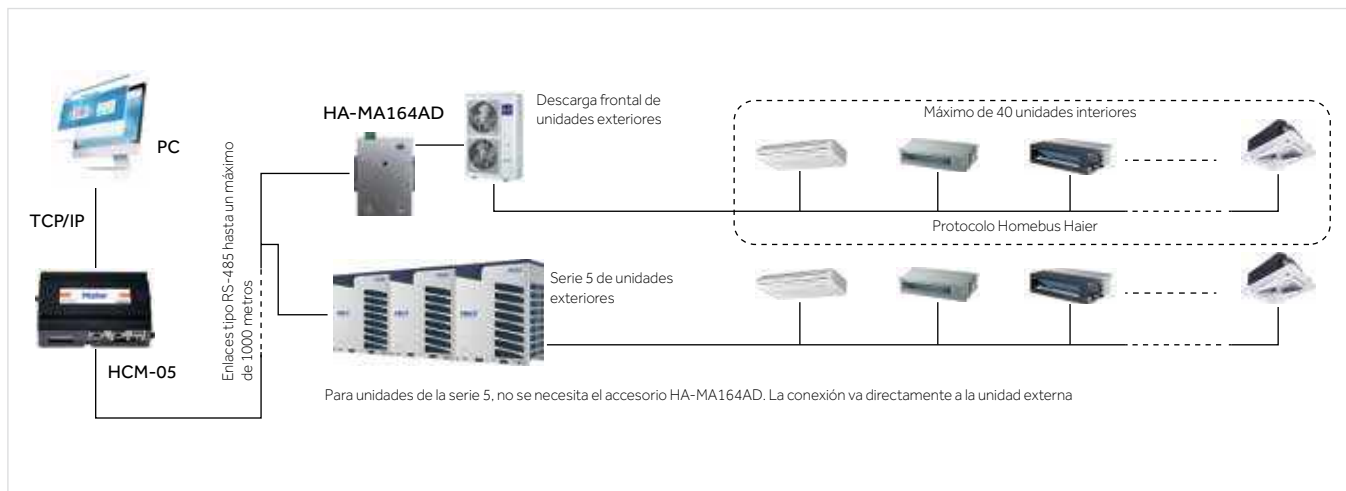 HA-MA164AD
Descarga frontal de
unidades exteriores
Máximo de 40 unidades interiores
PC
TCP/IP
Enlaces tipo RS-485 hasta un máximo
de 1000 metros
Protocolo Homebus Haier
Haier
Serie 5 de unidades
exteriores
HCM-05
Para unidades de la serie 5, no se necesita el accesorio HA-MA164AD. La conexión va directamente a la unidad externa